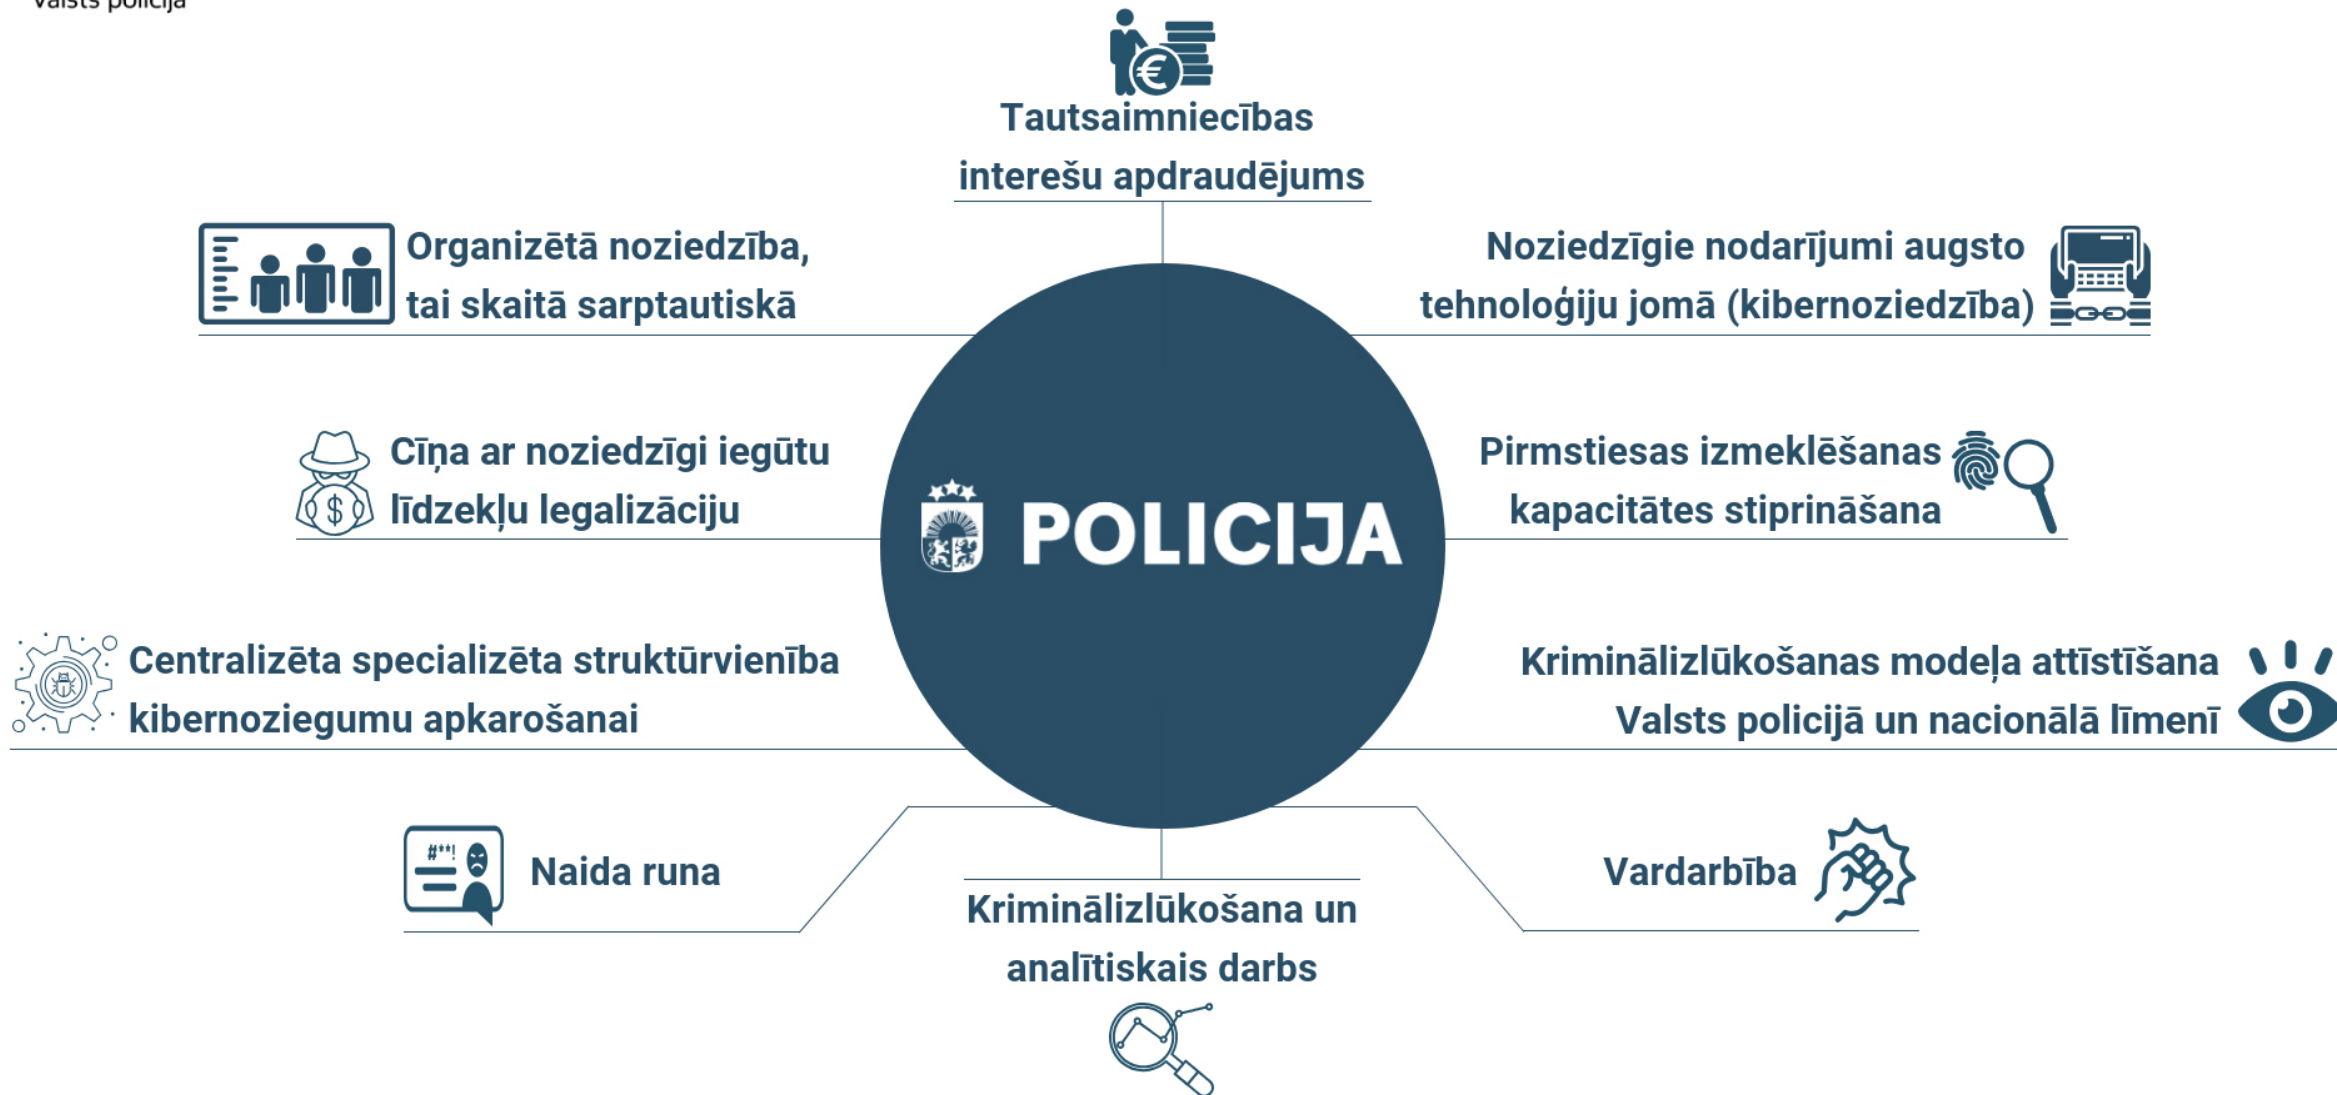 Valsts policija
Tautsaimniecības
interešu apdraudējums
Organizētā noziedzība,
tai skaitā sarptautiskā
Noziedzīgie nodarījumi augsto
tehnoloģiju jomā (kibernoziedzība)
Cīņa ar noziedzīgi iegūtu
līdzekļu legalizāciju
Pirmstiesas izmeklēšanas
kapacitātes stiprināšana
POLICIJA
Centralizēta specializēta struktūrvienība
kibernoziegumu apkarošanai
Kriminālizlūkošanas modeļa attīstīšana
Valsts policijā un nacionālā līmenī
#**!
Naida runa
Vardarbība
Kriminālizlūkošana un
analītiskais darbs